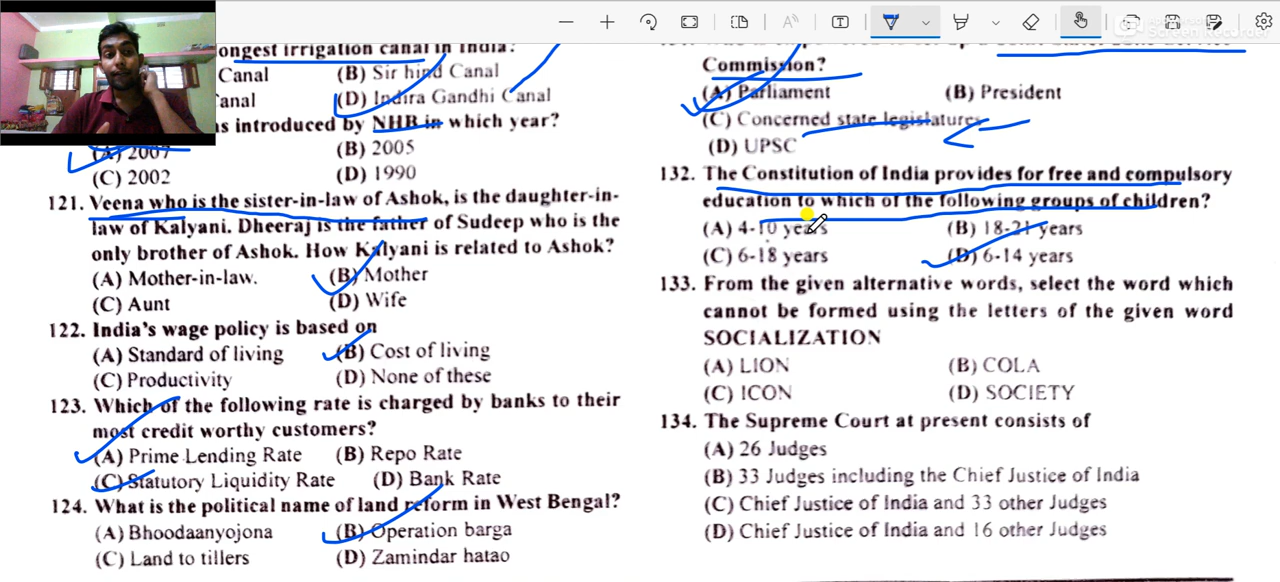 ongest irrigation canal in India?
Canal (B) Sir hind Canal
anal (D) Indira Gandhi Canal
s introduced by NHB in which year?
(A) 2007 (B) 2005
(C) 2002 (D) 1990
121. Veena who is the sister-in-law of Ashok, is the daughter-in-
law of Kalyani. Dheeraj is the father of Sudeep who is the
only brother of Ashok. How Kalyani is related to Ashok?
(A) Mother-in-law. (B) Mother
(C) Aunt (D) Wife
122. India's wage policy is based on
(A) Standard of living (B) Cost of living
(C) Productivity (D) None of these
123. Which of the following rate is charged by banks to their
most credit worthy customers?
(A) Prime Lending Rate (B) Repo Rate
(C) Statutory Liquidity Rate (D) Bank Rate
124. What is the political name of land reform in West Bengal?
(A) Bhoodaanyojona (B) Operation barga
(C) Land to tillers (D) Zamindar hatao
Commission?
(A) Parliament (B) President
(C) Concerned state legislatures
(D) UPSC
132. The Constitution of India provides for free and compulsory
education to which of the following groups of children?
(A) 4-10 years (B) 18-21 years
(C) 6-18 years (D) 6-14 years
133. From the given alternative words, select the word which
cannot be formed using the letters of the given word
SOCIALIZATION
(A) LION (B) COLA
(C) ICON (D) SOCIETY
134. The Supreme Court at present consists of
(A) 26 Judges
(B) 33 Judges including the Chief Justice of India
(C) Chief Justice of India and 33 other Judges
(D) Chief Justice of India and 16 other Judges